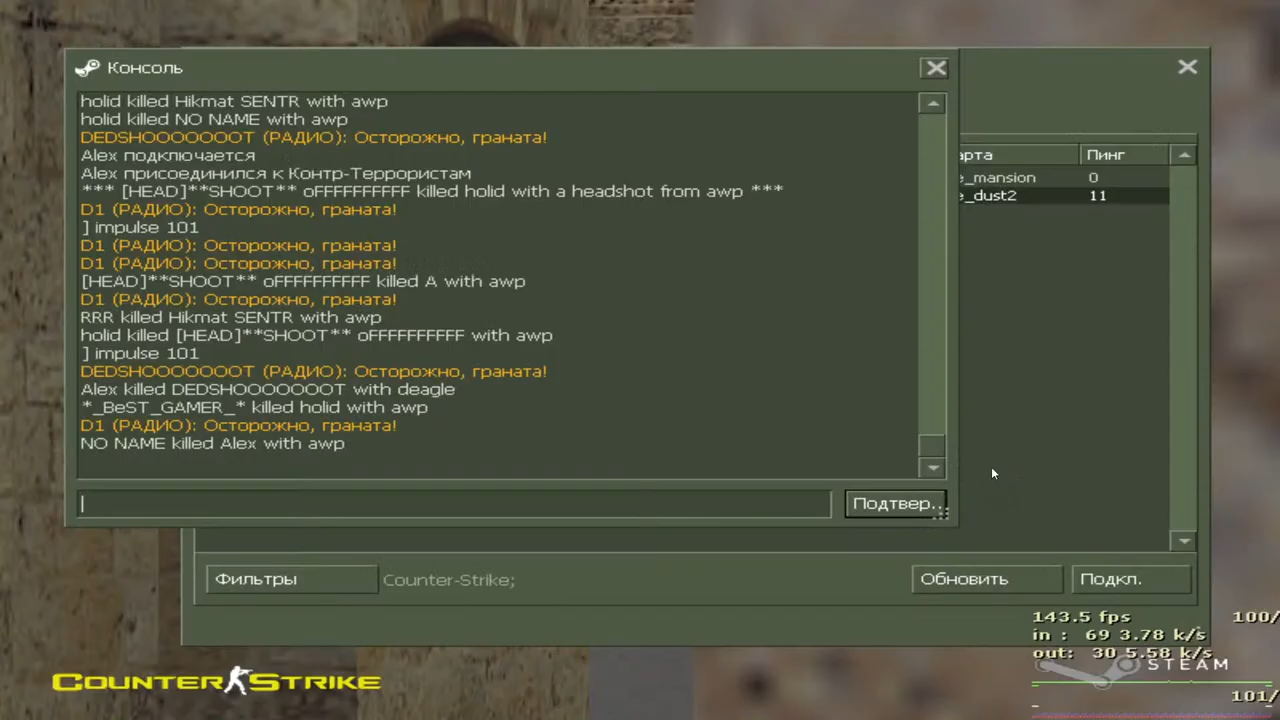 Консоль
holid killed Hikmat SENTR with awp
holid killed NO NAME with awp
DEDSHOOOOOOOT (РАДИО): Осторожно, граната!
Alex подключается
Alex присоединился к Контр-Террористам
*** [HEAD]**SHOOT** oFFFFFFFFFF killed holid with a headshot from awp ***
D1 (РАДИО): Осторожно, граната!
] impulse 101
D1 (РАДИО): Осторожно, граната!
D1 (РАДИО): Осторожно, граната!
[HEAD]**SHOOT** oFFFFFFFFFF killed A with awp
D1 (РАДИО): Осторожно, граната!
RRR killed Hikmat SENTR with awp
holid killed [HEAD]**SHOOT** oFFFFFFFFFF with awp
] impulse 101
DEDSHOOOOOOOT (РАДИО): Осторожно, граната!
Alex killed DEDSHOOOOOOOT with deagle
*_BeST_GAMER_* killed holid with awp
D1 (РАДИО): Осторожно, граната!
NO NAME killed Alex with awp
Подтвер...
арта Пинг
e_mansion 0
e_dust2 11
Фильтры Counter-Strike; Обновить Подкл.
143.5 fps 100/
in : 69 3.78 k/s
out: 30 5.58 k/s
STEAM
101/
COUNTER STRIKE